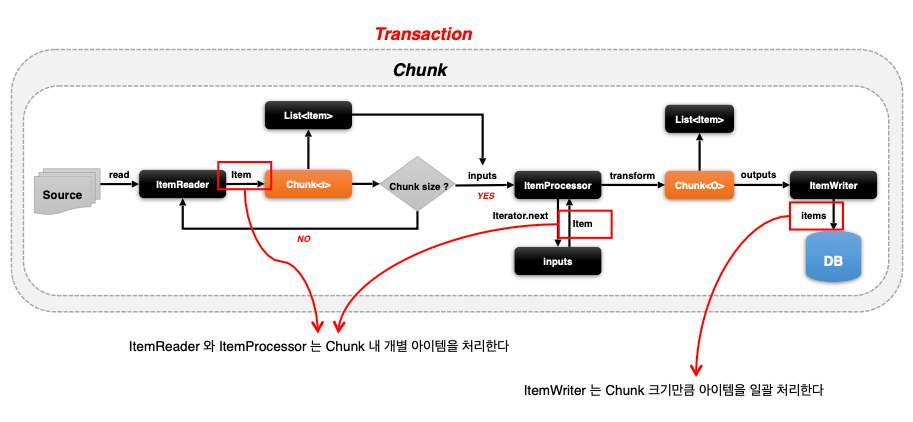 Transaction
Chunk
List<Item>
List<Item>
Source
read
ItemReader
Item
Chunk<I>
Chunk size ?
inputs
YES
ItemProcessor
transform
Chunk<O>
outputs
ItemWriter
NO
Iterator.next
Item
inputs
items
DB
ItemReader 와 ItemProcessor 는 Chunk 내 개별 아이템을 처리한다
ItemWriter 는 Chunk 크기만큼 아이템을 일괄 처리한다